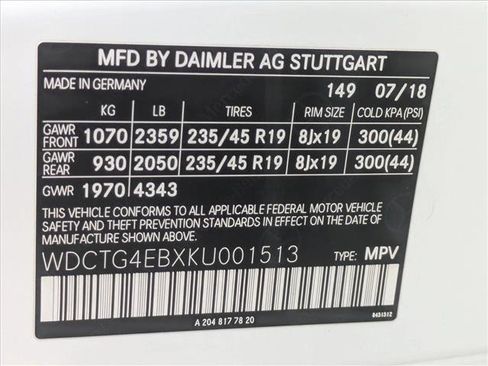 MFD BY DAIMLER AG STUTTGART
MADE IN GERMANY 149 07/18
KG LB TIRES RIM SIZE COLD KPA(PSI)
GAWR FRONT 1070 2359 235/45 R19 8Jx19 300(44)
GAWR REAR 930 2050 235/45 R19 8Jx19 300(44)
GVWR 1970 4343
THIS VEHICLE CONFORMS TO ALL APPLICABLE FEDERAL MOTOR VEHICLE
SAFETY AND THEFT PREVENTION STANDARDS IN EFFECT ON THE DATE
OF MANUFACTURE SHOWN ABOVE.
WDCTG4EBXKU001513 TYPE: MPV
A 204 817 78 20